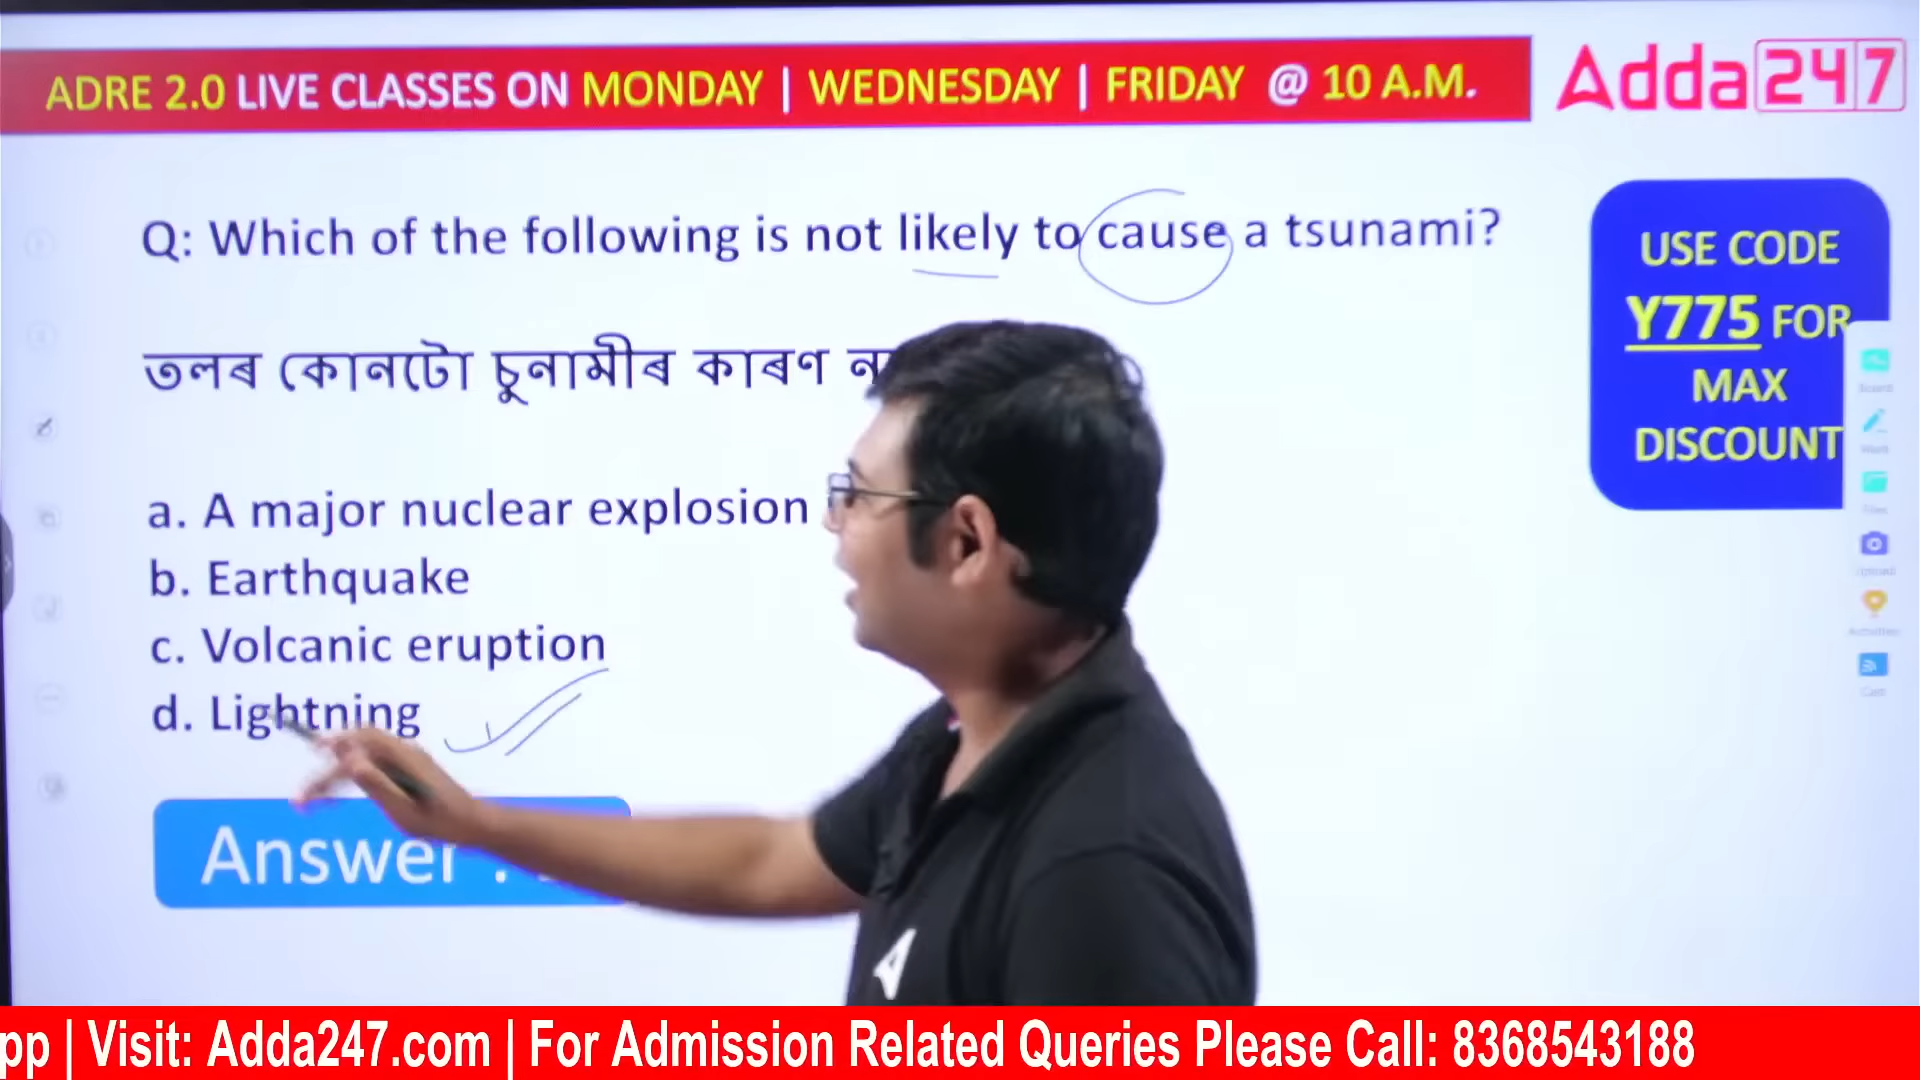 ADRE 2.0 LIVE CLASSES ON MONDAY | WEDNESDAY | FRIDAY @ 10 A.M.
Adda247
Q: Which of the following is not likely to cause a tsunami?
তলৰ কোনটো চুনামীৰ কাৰণ
a. A major nuclear explosion
b. Earthquake
c. Volcanic eruption
d. Lightning
Answer :
USE CODE
Y775 FOR
MAX
DISCOUNT
| Visit: Adda247.com | For Admission Related Queries Please Call: 8368543188